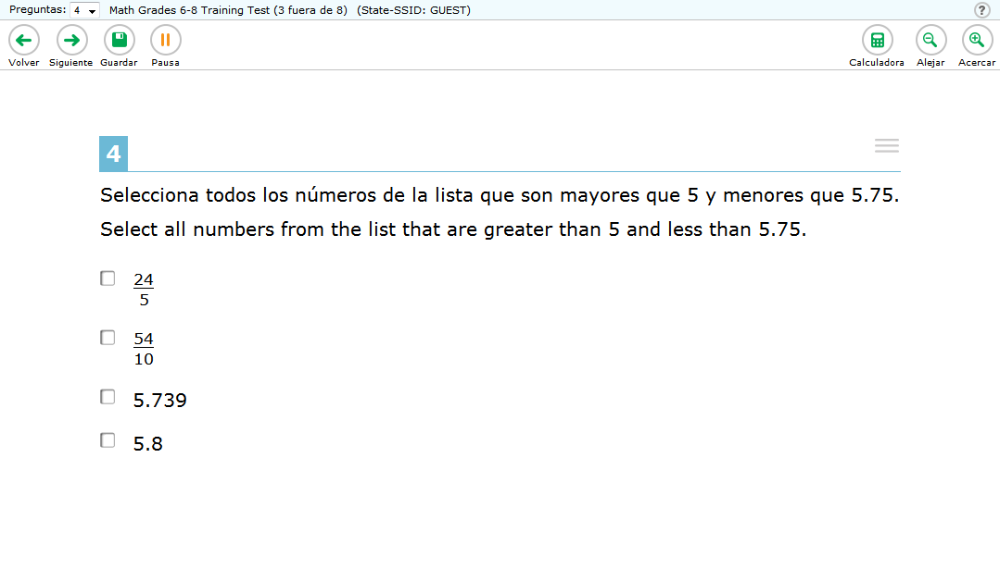 Preguntas: 4 Math Grades 6-8 Training Test (3 fuera de 8) (State-SSID: GUEST) ?
Volver Siguiente Guardar Pausa Calculadora Alejar Acercar
4
Selecciona todos los números de la lista que son mayores que 5 y menores que 5.75.
Select all numbers from the list that are greater than 5 and less than 5.75.
24
5
54
10
5.739
5.8